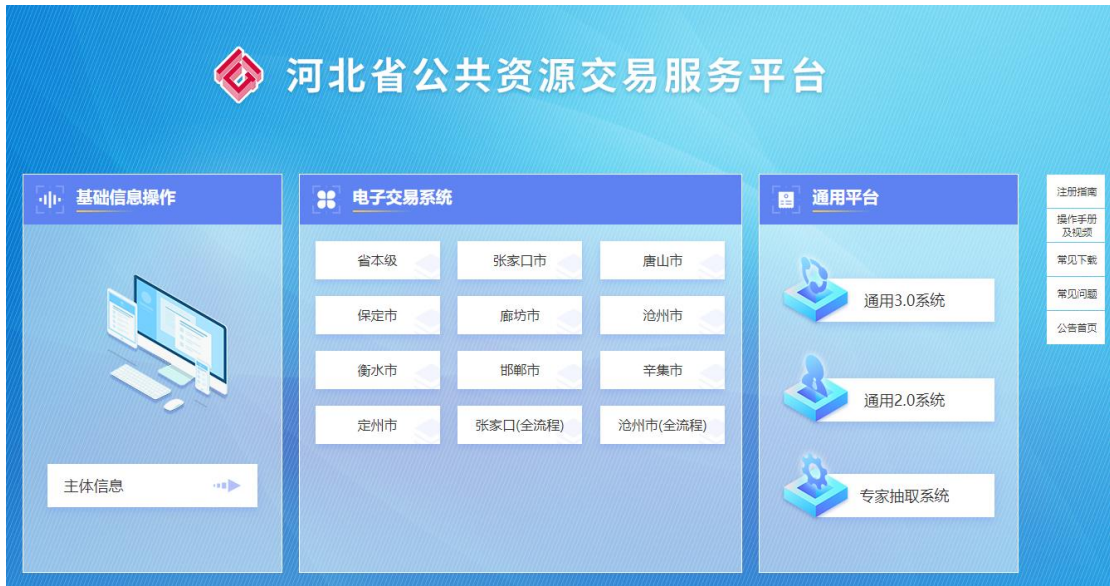 河北省公共资源交易服务平台
基础信息操作
主体信息
电子交易系统
省本级
张家口市
唐山市
保定市
廊坊市
沧州市
衡水市
邯郸市
辛集市
定州市
张家口(全流程)
沧州市(全流程)
通用平台
通用3.0系统
通用2.0系统
专家抽取系统
注册指南
操作手册
及视频
常见下载
常见问题
公告首页